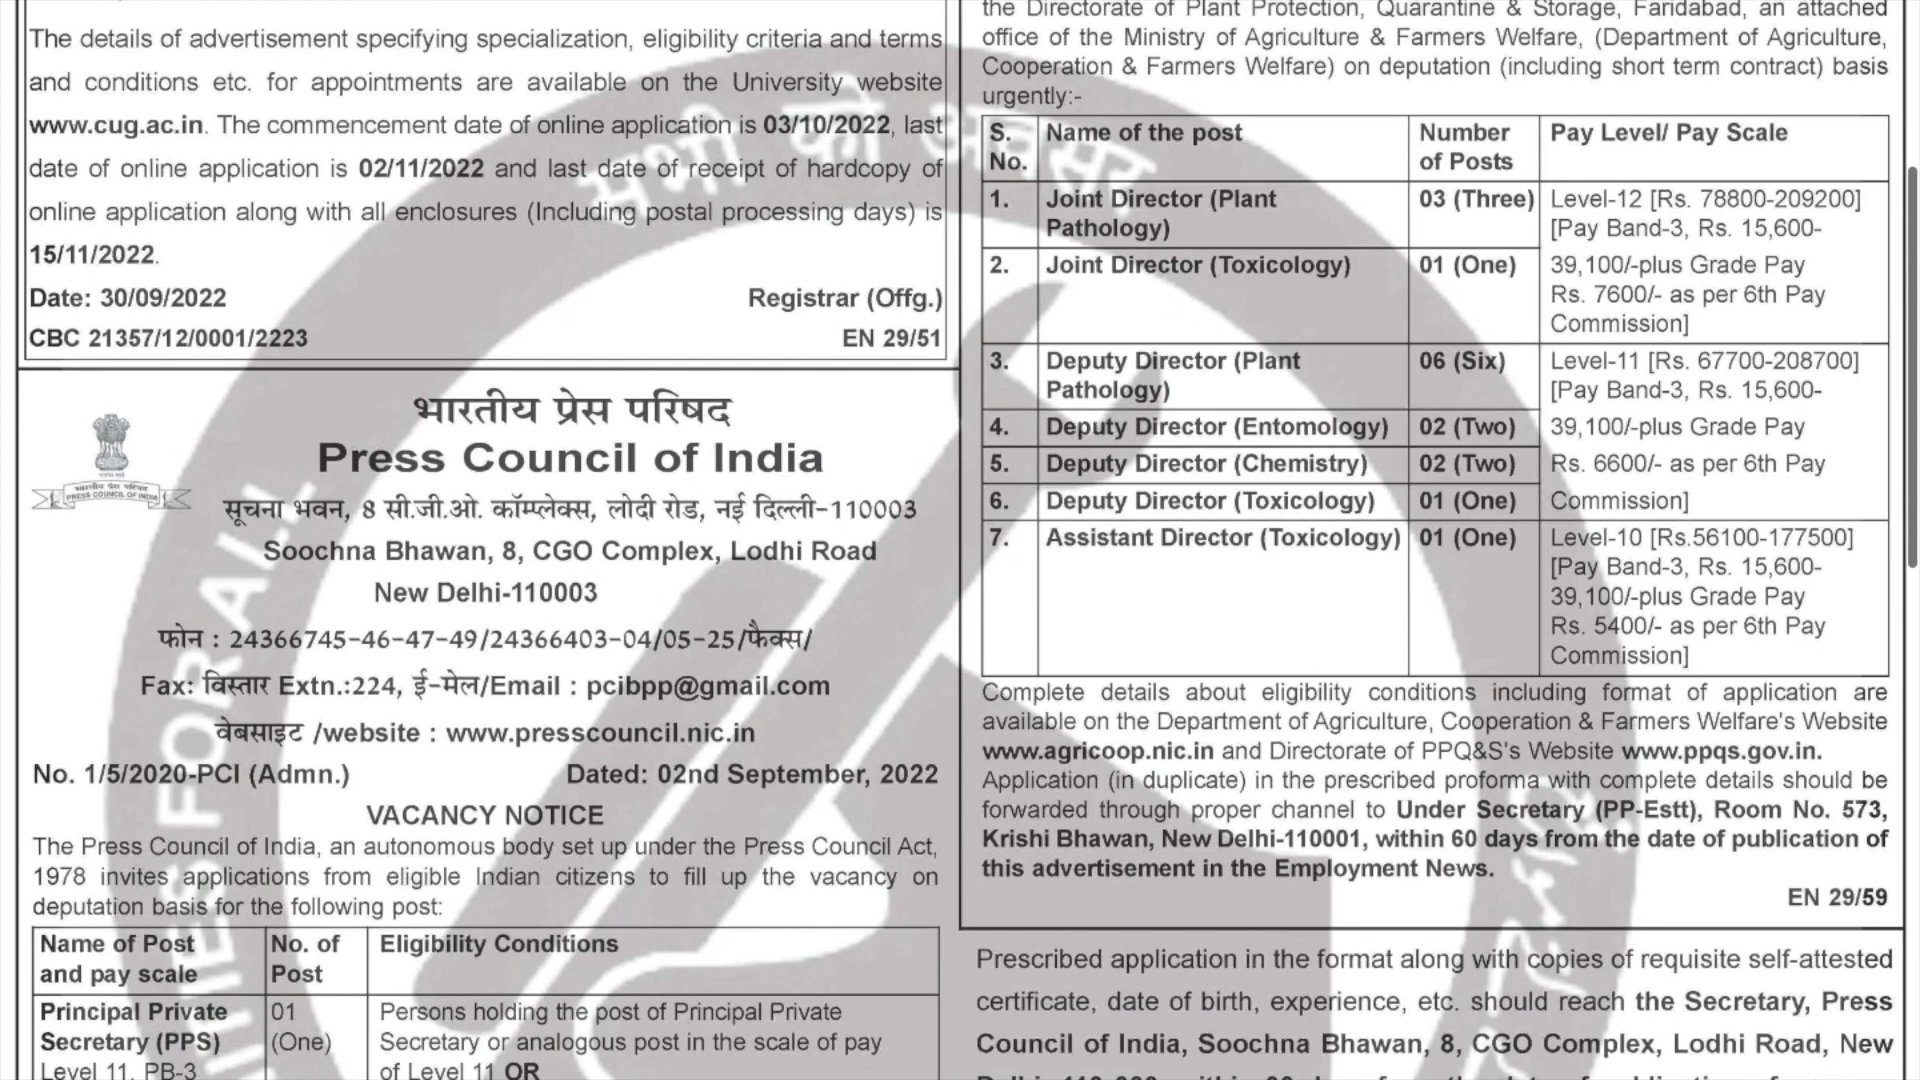 The details of advertisement specifying specialization, eligibility criteria and terms
and conditions etc. for appointments are available on the University website
www.cug.ac.in. The commencement date of online application is 03/10/2022, last
date of online application is 02/11/2022 and last date of receipt of hardcopy of
online application along with all enclosures (Including postal processing days) is
15/11/2022.
Date: 30/09/2022 Registrar (Offg.)
CBC 21357/12/0001/2223 EN 29/51
भारतीय प्रेस परिषद
Press Council of India
भारतीय प्रेस परिषद
PRESS COUNCIL OF INDIA
सूचना भवन, 8 सी.जी.ओ. कॉम्प्लेक्स, लोदी रोड, नई दिल्ली-110003
Soochna Bhawan, 8, CGO Complex, Lodhi Road
New Delhi-110003
फोन : 24366745-46-47-49/24366403-04/05-25/फैक्स/
Fax: विस्तार Extn.:224, ई-मेल/Email : pcibpp@gmail.com
वेबसाइट /website : www.presscouncil.nic.in
No. 1/5/2020-PCI (Admn.) Dated: 02nd September, 2022
VACANCY NOTICE
The Press Council of India, an autonomous body set up under the Press Council Act,
1978 invites applications from eligible Indian citizens to fill up the vacancy on
deputation basis for the following post:
Name of Post and pay scale No. of Post Eligibility Conditions
Principal Private 01 Persons holding the post of Principal Private
Secretary (PPS) (One) Secretary or analogous post in the scale of pay
Level 11, PB-3 of Level 11 OR
the Directorate of Plant Protection, Quarantine & Storage, Faridabad, an attached
office of the Ministry of Agriculture & Farmers Welfare, (Department of Agriculture,
Cooperation & Farmers Welfare) on deputation (including short term contract) basis
urgently:-
S. Name of the post Number Pay Level/ Pay Scale
No. of Posts
1. Joint Director (Plant 03 (Three) Level-12 [Rs. 78800-209200]
Pathology) [Pay Band-3, Rs. 15,600-
2. Joint Director (Toxicology) 01 (One) 39,100/-plus Grade Pay
Rs. 7600/- as per 6th Pay
Commission]
3. Deputy Director (Plant 06 (Six) Level-11 [Rs. 67700-208700]
Pathology) [Pay Band-3, Rs. 15,600-
4. Deputy Director (Entomology) 02 (Two) 39,100/-plus Grade Pay
5. Deputy Director (Chemistry) 02 (Two) Rs. 6600/- as per 6th Pay
6. Deputy Director (Toxicology) 01 (One) Commission]
7. Assistant Director (Toxicology) 01 (One) Level-10 [Rs.56100-177500]
[Pay Band-3, Rs. 15,600-
39,100/-plus Grade Pay
Rs. 5400/- as per 6th Pay
Commission]
Complete details about eligibility conditions including format of application are
available on the Department of Agriculture, Cooperation & Farmers Welfare's Website
www.agricoop.nic.in and Directorate of PPQ&S's Website www.ppqs.gov.in.
Application (in duplicate) in the prescribed proforma with complete details should be
forwarded through proper channel to Under Secretary (PP-Estt), Room No. 573,
Krishi Bhawan, New Delhi-110001, within 60 days from the date of publication of
this advertisement in the Employment News.
EN 29/59
Prescribed application in the format along with copies of requisite self-attested
certificate, date of birth, experience, etc. should reach the Secretary, Press
Council of India, Soochna Bhawan, 8, CGO Complex, Lodhi Road, New
सभी को अवसर
FOR ALL